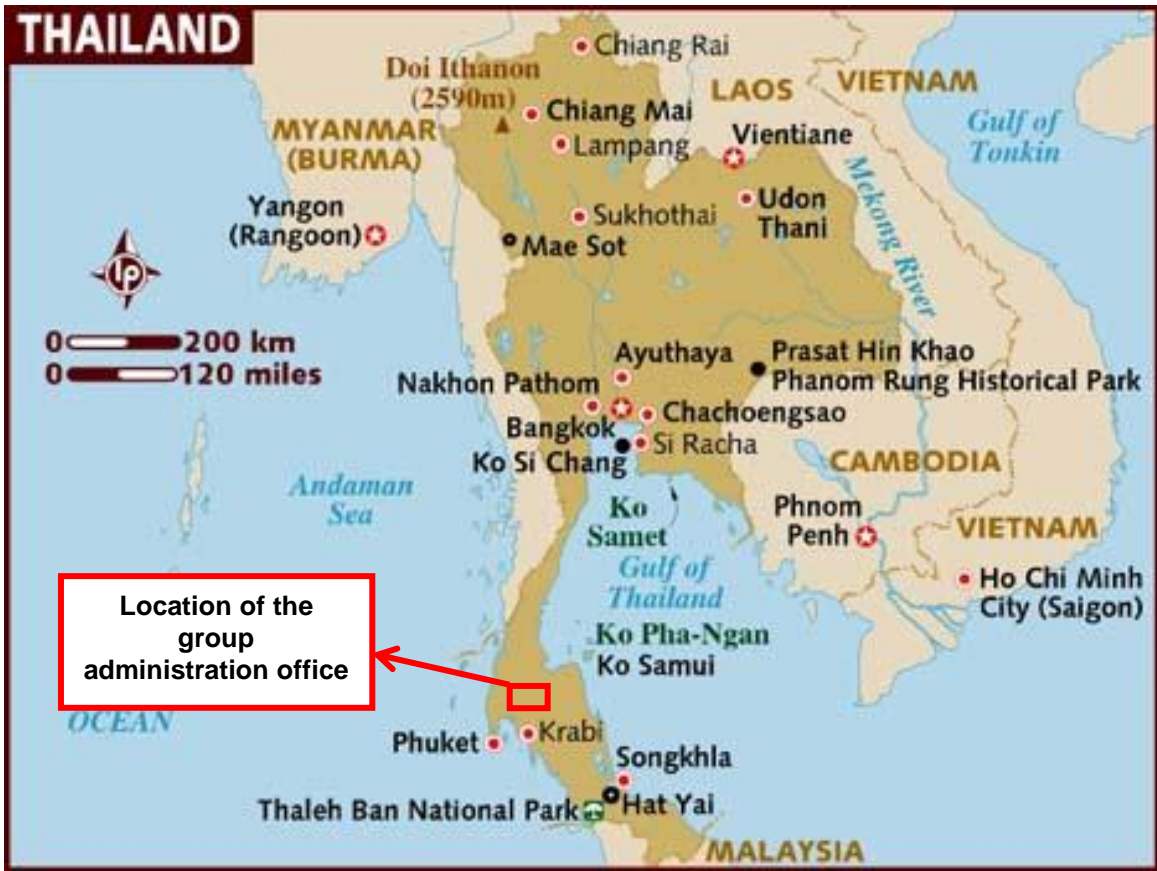 THAILAND
Chiang Rai
Doi Ithanon
(2590m)
LAOS
VIETNAM
Chiang Mai
MYANMAR
(BURMA)
Lampang
Vientiane
Gulf of
Tonkin
Mekong River
Yangon
(Rangoon)
Sukhothai
Udon
Thani
Mae Sot
lp
0 200 km
0 120 miles
Ayuthaya
Prasat Hin Khao
Phanom Rung Historical Park
Nakhon Pathom
Chachoengsao
Bangkok
Si Racha
Ko Si Chang
CAMBODIA
Andaman
Sea
Ko
Samet
Phnom
Penh
VIETNAM
Gulf of
Thailand
Ho Chi Minh
City (Saigon)
Location of the
group
administration office
Ko Pha-Ngan
Ko Samui
OCEAN
Krabi
Phuket
Songkhla
Thaleh Ban National Park
Hat Yai
MALAYSIA